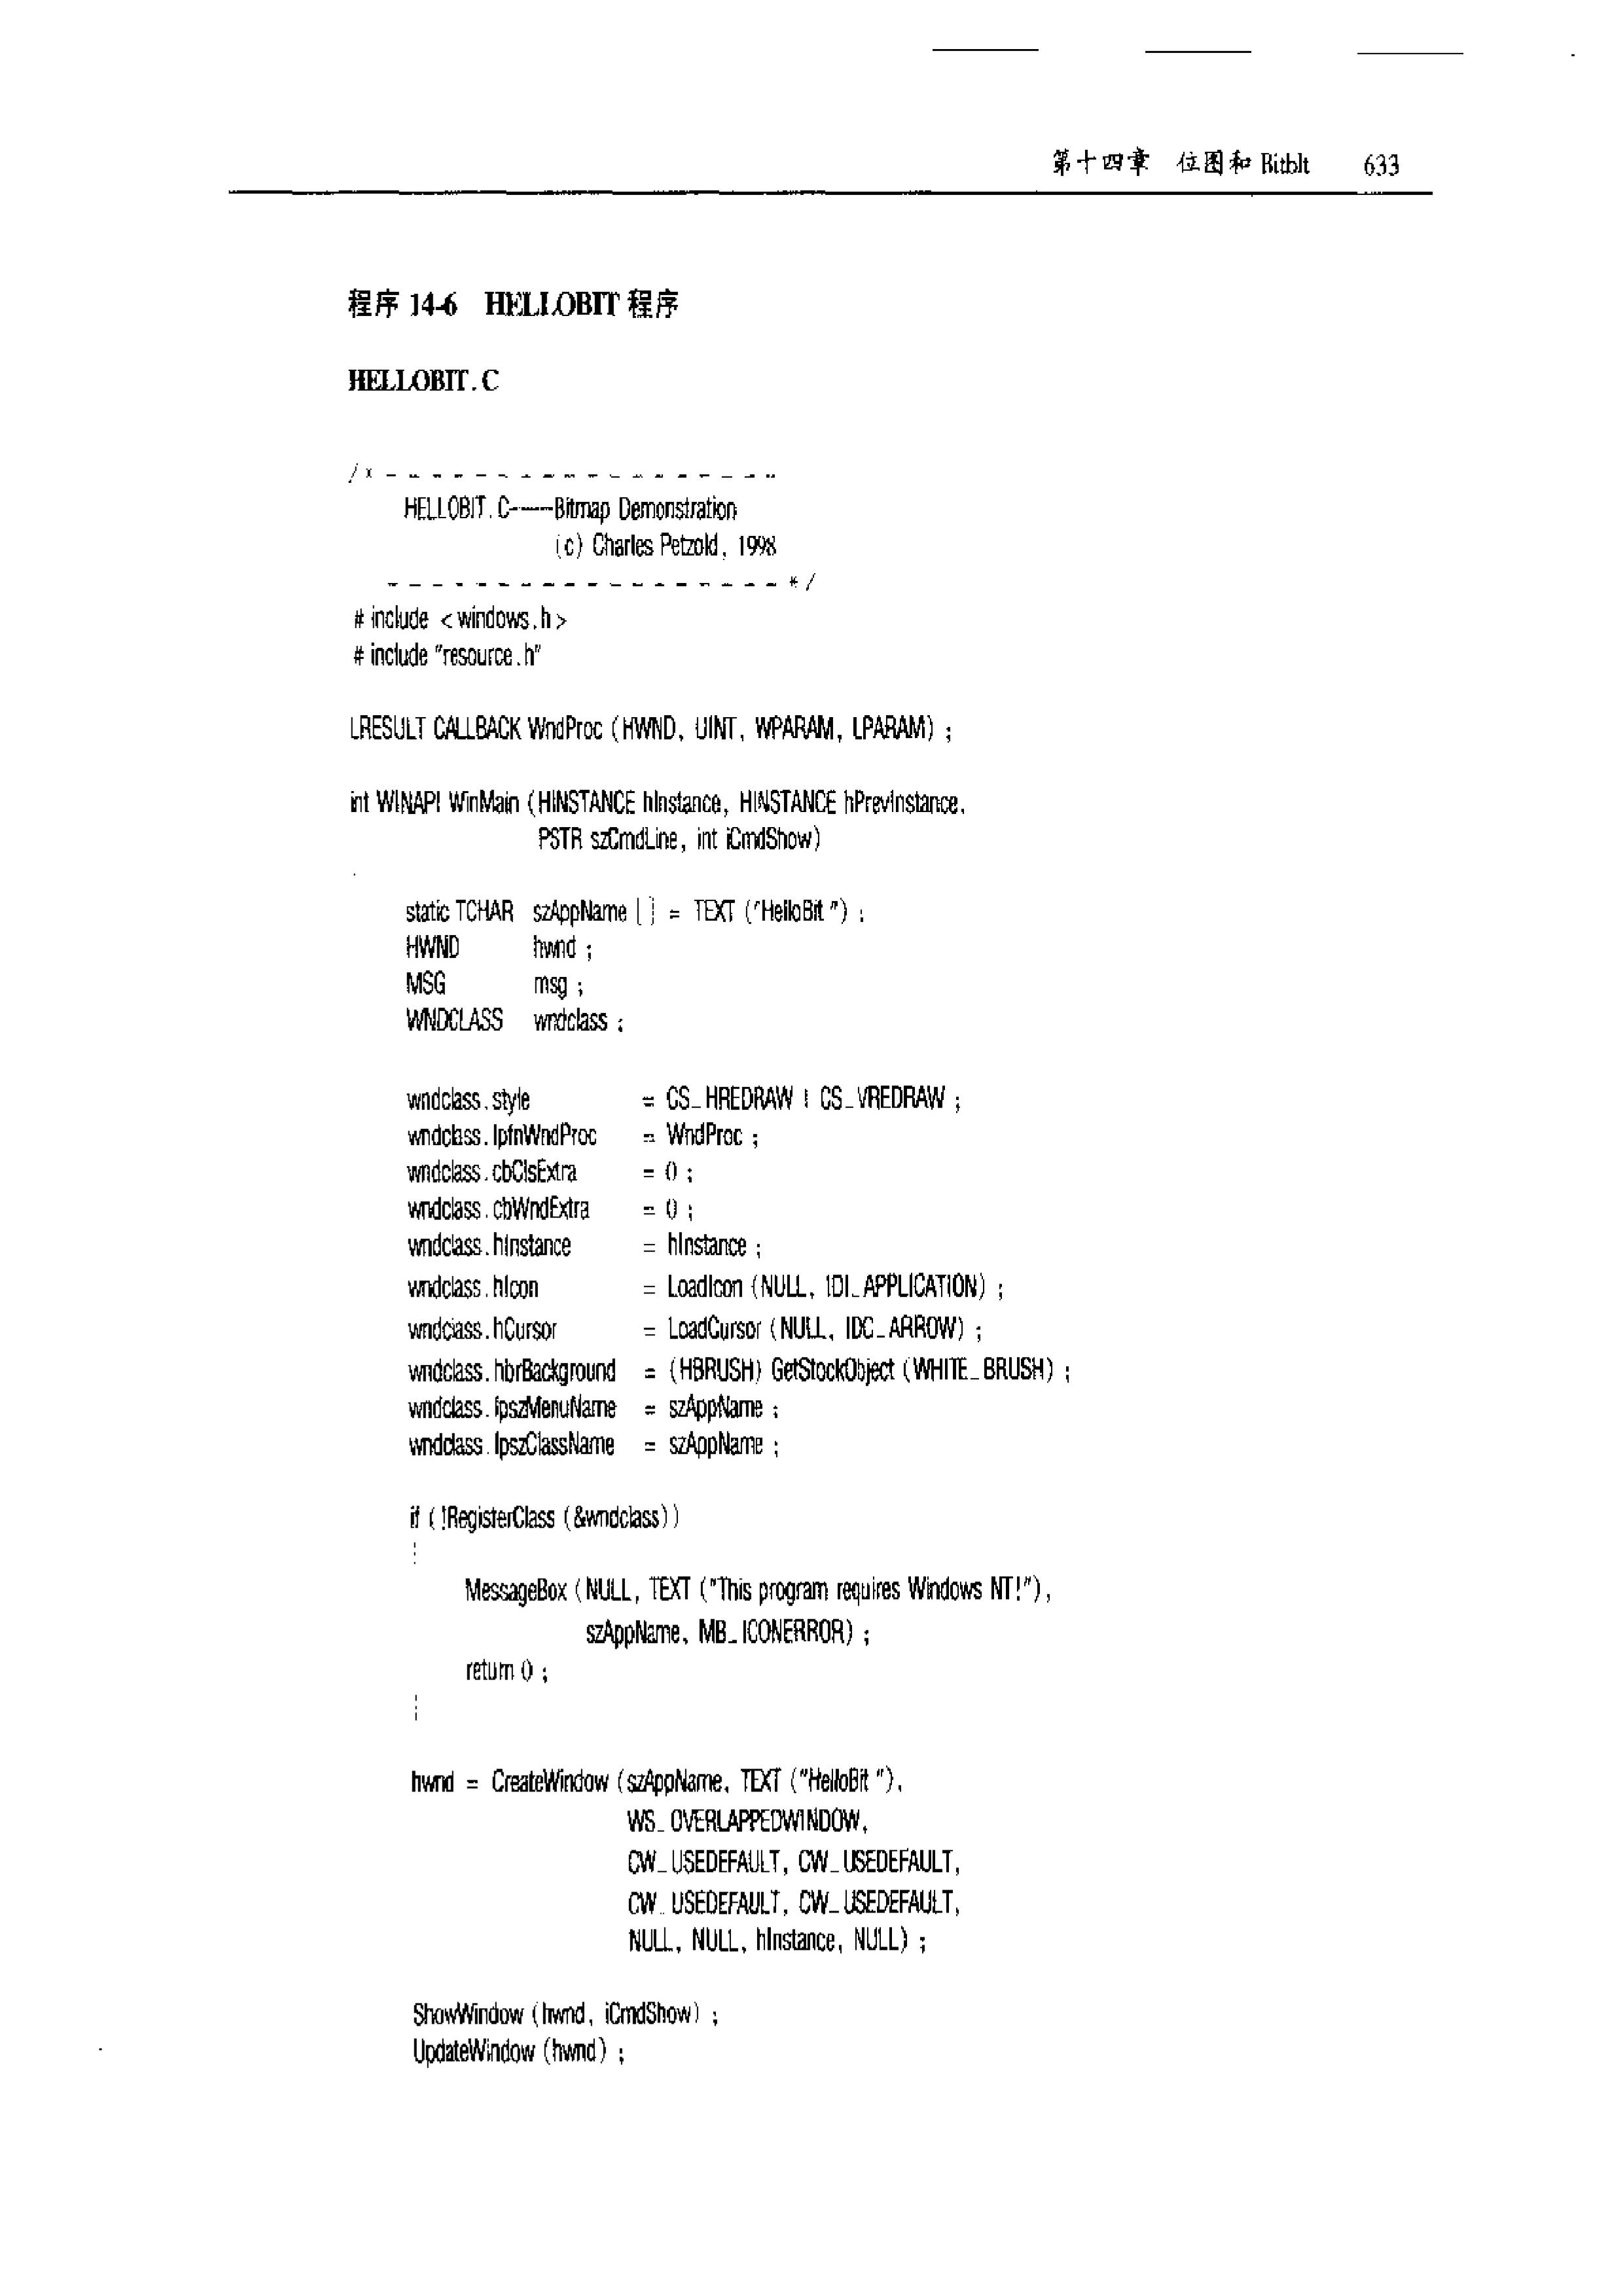 第十四章 位图和 Bitblt 633
程序 14-6 HELLOBIT 程序
HELLOBIT.C
/* - - - - - - - - - - - - - - - - - -
HELLOBIT.C-----Bitmap Demonstration
(c) Charles Petzold, 1998
- - - - - - - - - - - - - - - - - - */
# include <windows.h>
# include "resource.h"
LRESULT CALLBACK WndProc (HWND, UINT, WPARAM, LPARAM) ;
int WINAPI WinMain (HINSTANCE hInstance, HINSTANCE hPrevInstance,
PSTR szCmdLine, int iCmdShow)
static TCHAR szAppName [ ] = TEXT ("HelloBit ") ;
HWND hwnd ;
MSG msg ;
WNDCLASS wndclass ;
wndclass.style = CS_HREDRAW | CS_VREDRAW ;
wndclass.lpfnWndProc = WndProc ;
wndclass.cbClsExtra = 0 ;
wndclass.cbWndExtra = 0 ;
wndclass.hInstance = hInstance ;
wndclass.hIcon = LoadIcon (NULL, IDI_APPLICATION) ;
wndclass.hCursor = LoadCursor (NULL, IDC_ARROW) ;
wndclass.hbrBackground = (HBRUSH) GetStockObject (WHITE_BRUSH) ;
wndclass.lpszMenuName = szAppName ;
wndclass.lpszClassName = szAppName ;
if (!RegisterClass (&wndclass))
{
MessageBox (NULL, TEXT ("This program requires Windows NT!"),
szAppName, MB_ICONERROR) ;
return 0 ;
}
hwnd = CreateWindow (szAppName, TEXT ("HelloBit "),
WS_OVERLAPPEDWINDOW,
CW_USEDEFAULT, CW_USEDEFAULT,
CW_USEDEFAULT, CW_USEDEFAULT,
NULL, NULL, hInstance, NULL) ;
ShowWindow (hwnd, iCmdShow) ;
UpdateWindow (hwnd) ;